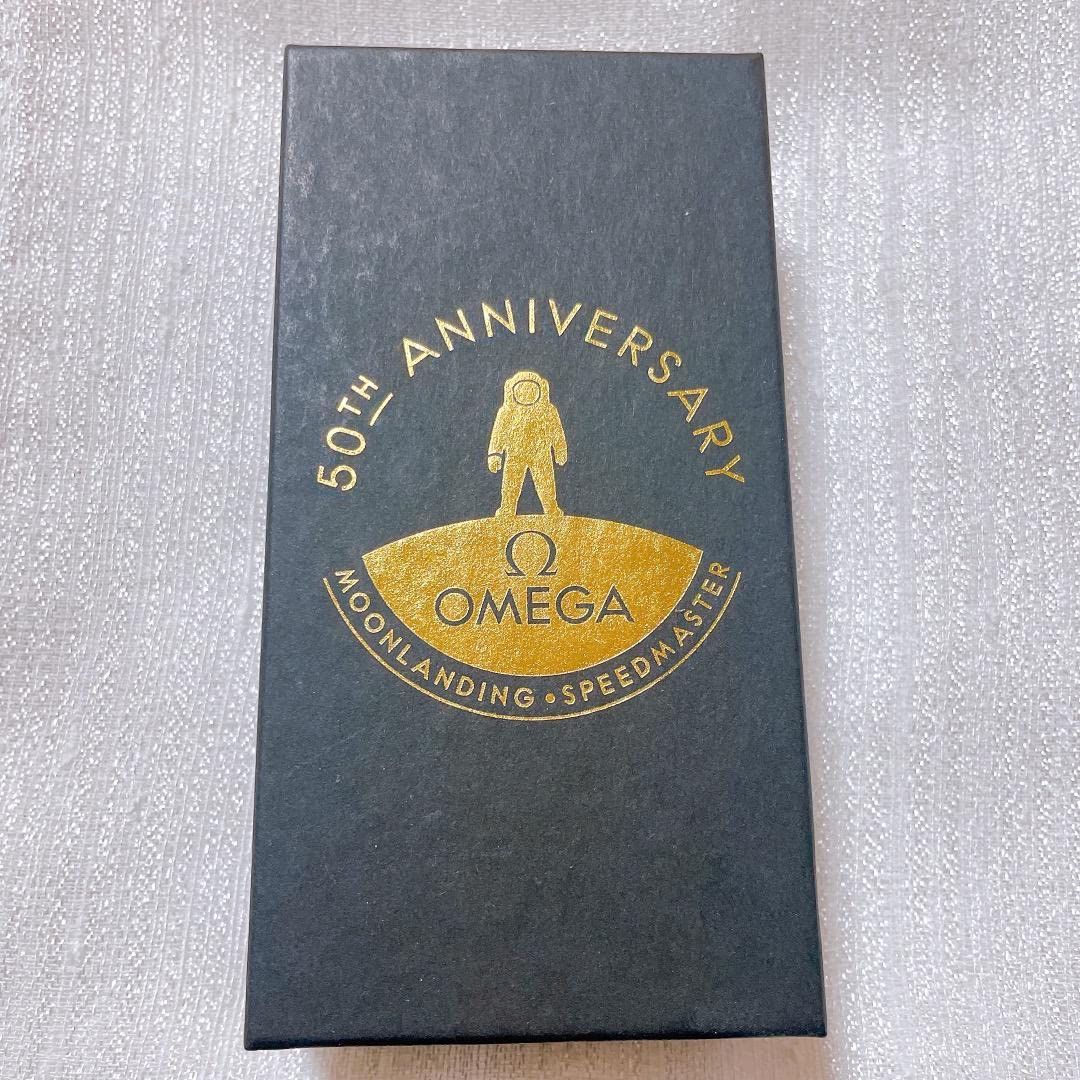 50TH ANNIVERSARY
Ω
OMEGA
MOONLANDING • SPEEDMASTER